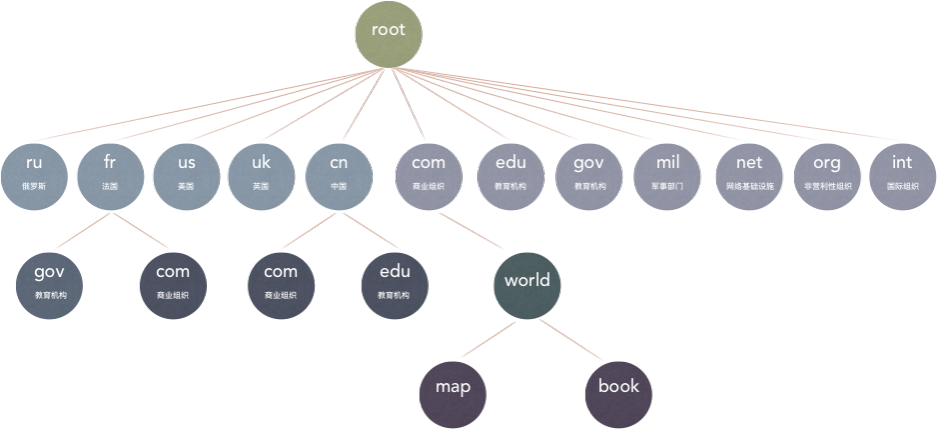 root
ru
俄罗斯
fr
法国
us
美国
uk
英国
cn
中国
com
商业组织
edu
教育机构
gov
教育机构
mil
军事部门
net
网络基础设施
org
非营利性组织
int
国际组织
gov
教育机构
com
商业组织
com
商业组织
edu
教育机构
world
map
book